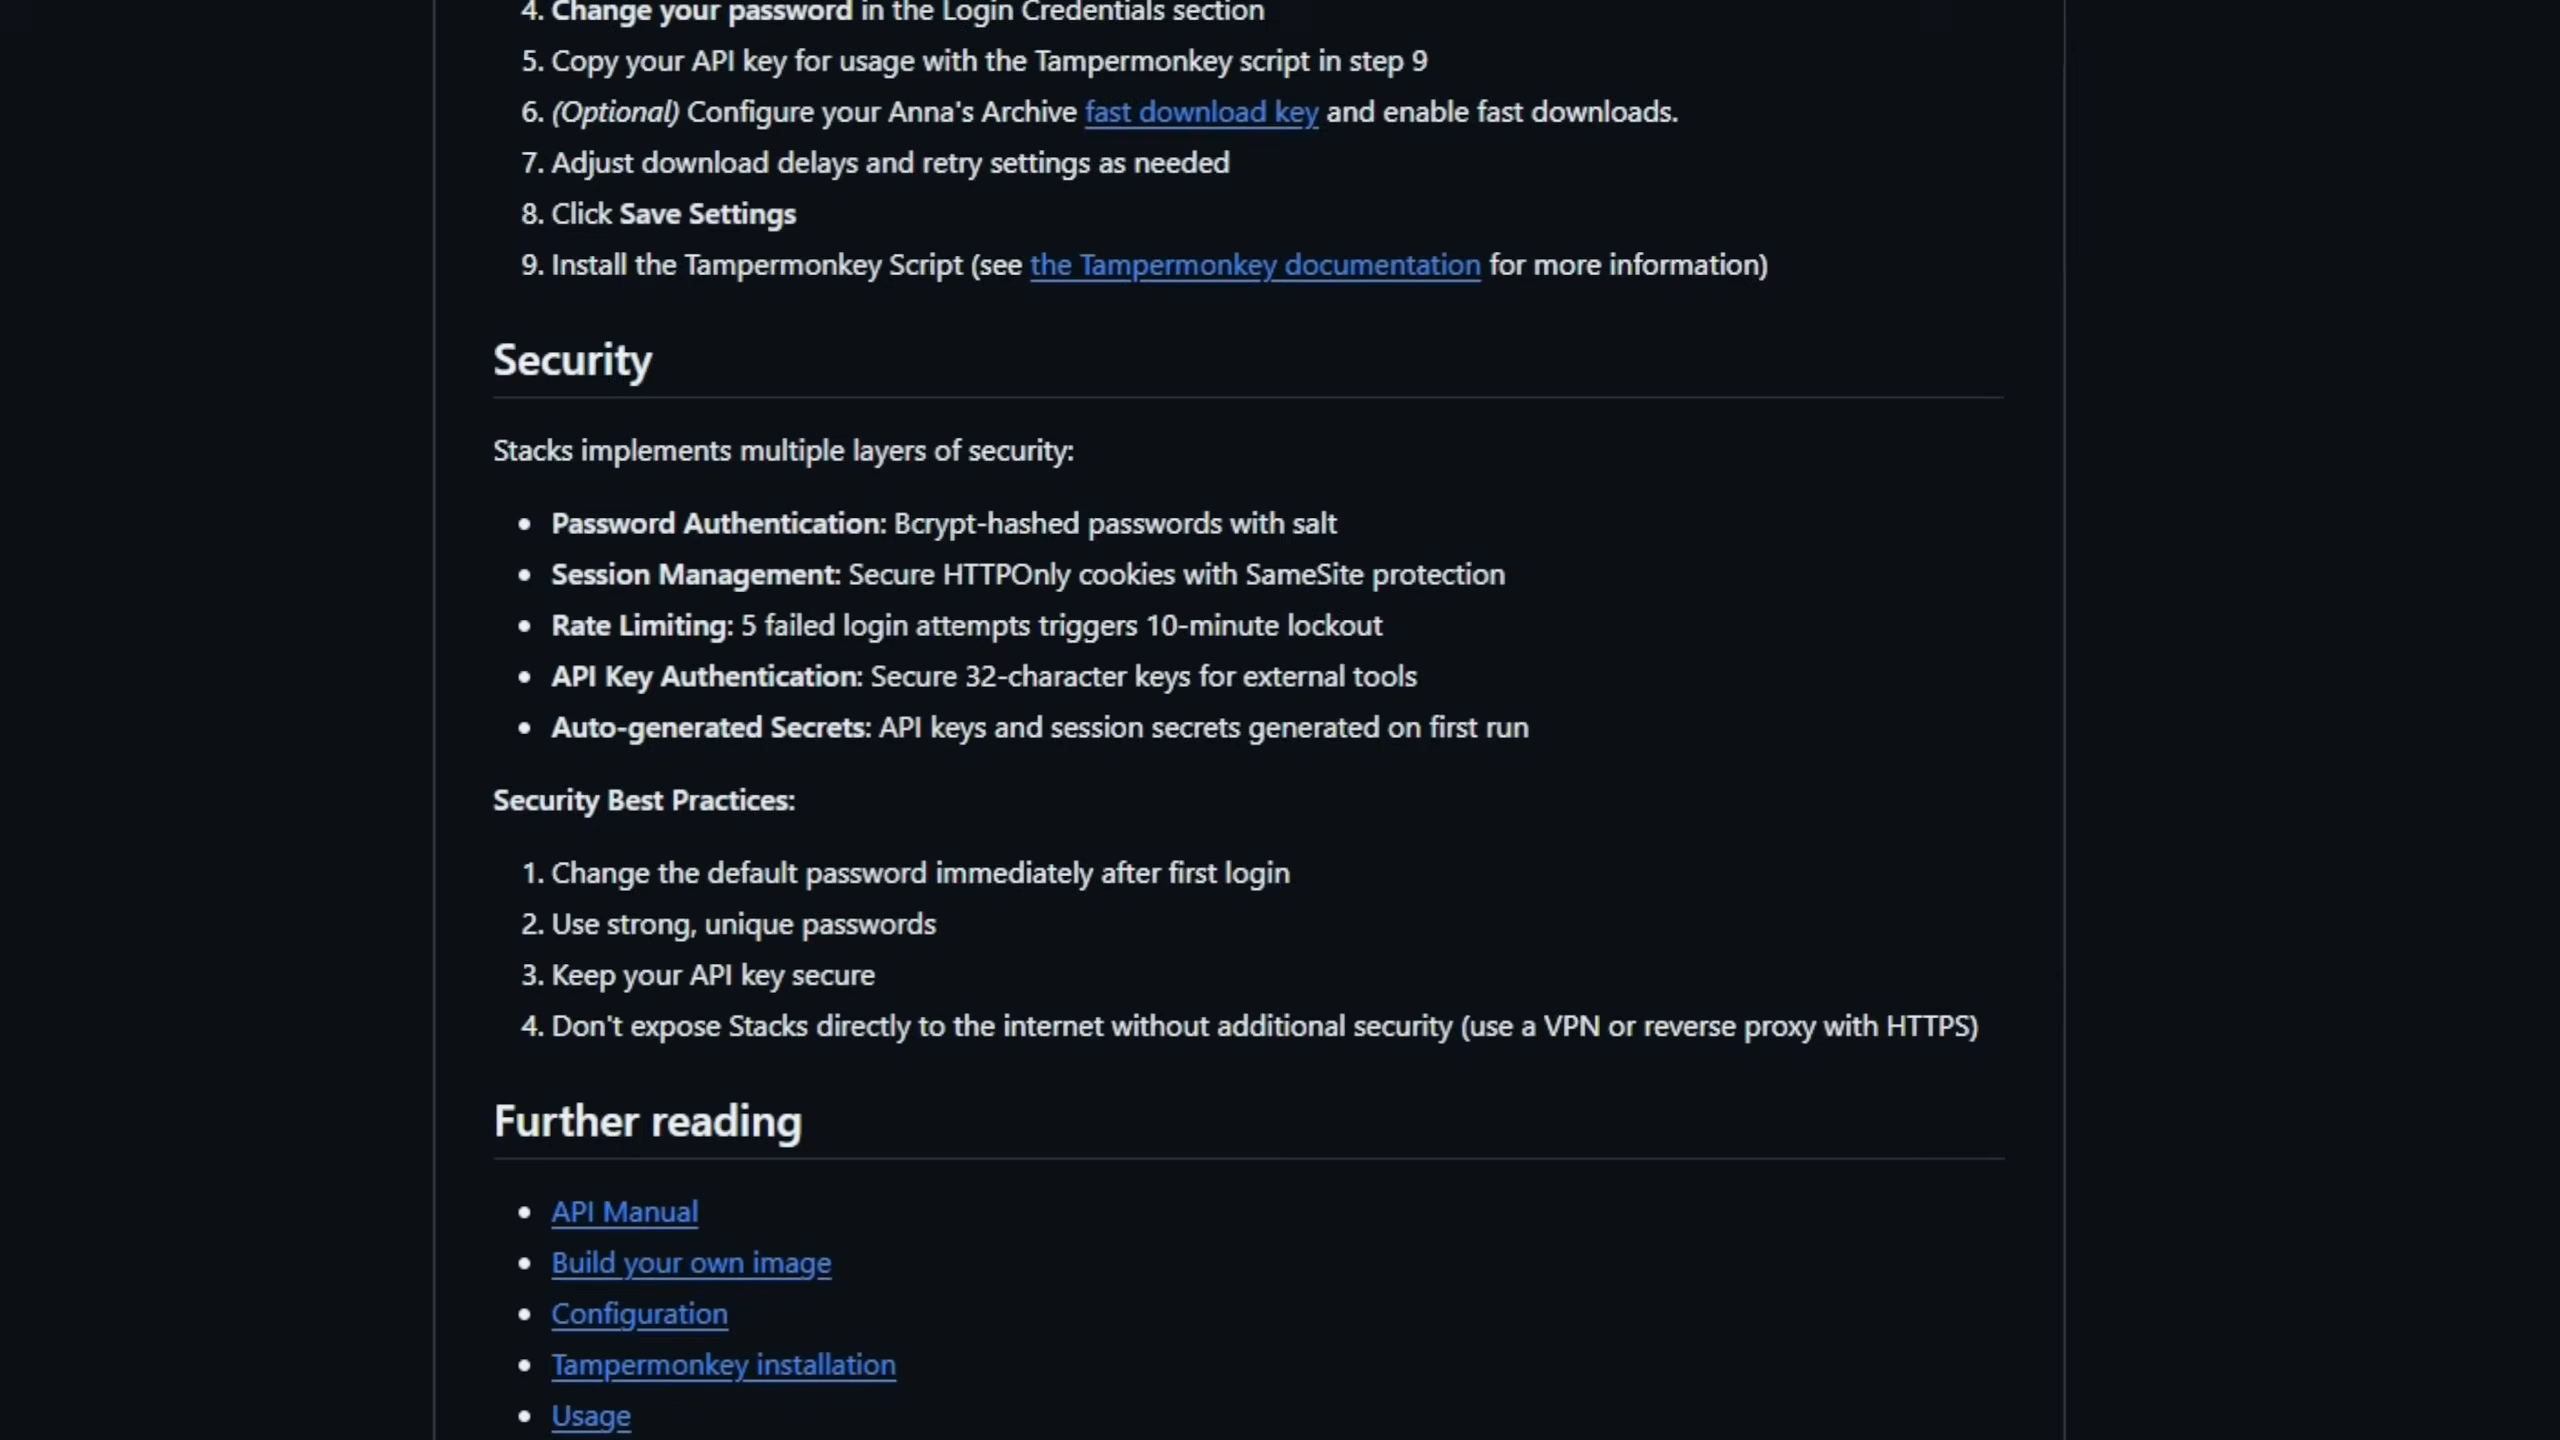 4. Change your password in the Login Credentials section
5. Copy your API key for usage with the Tampermonkey script in step 9
6. (Optional) Configure your Anna's Archive fast download key and enable fast downloads.
7. Adjust download delays and retry settings as needed
8. Click Save Settings
9. Install the Tampermonkey Script (see the Tampermonkey documentation for more information)
Security
Stacks implements multiple layers of security:
• Password Authentication: Bcrypt-hashed passwords with salt
• Session Management: Secure HTTPOnly cookies with SameSite protection
• Rate Limiting: 5 failed login attempts triggers 10-minute lockout
• API Key Authentication: Secure 32-character keys for external tools
• Auto-generated Secrets: API keys and session secrets generated on first run
Security Best Practices:
1. Change the default password immediately after first login
2. Use strong, unique passwords
3. Keep your API key secure
4. Don't expose Stacks directly to the internet without additional security (use a VPN or reverse proxy with HTTPS)
Further reading
• API Manual
• Build your own image
• Configuration
• Tampermonkey installation
• Usage